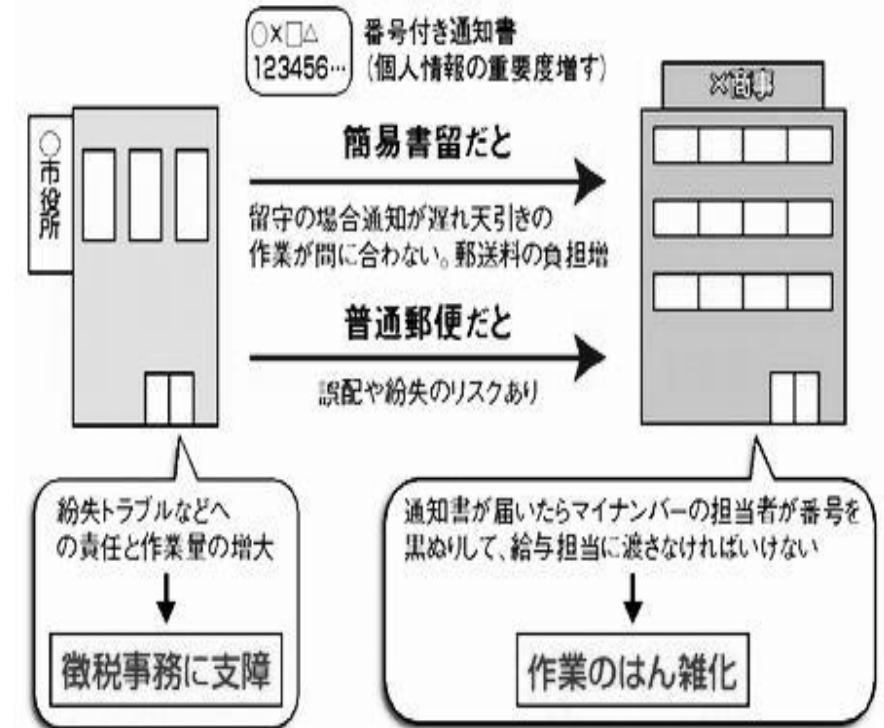 ○×□△
123456…
番号付き通知書
(個人情報の重要度増す)
○市役所
×商事
簡易書留だと
留守の場合通知が遅れ天引きの
作業が間に合わない。郵送料の負担増
普通郵便だと
誤配や紛失のリスクあり
紛失トラブルなどへ
の責任と作業量の増大
徴税事務に支障
通知書が届いたらマイナンバーの担当者が番号を
黒ぬりして、給与担当に渡さなければいけない
作業のはん雑化